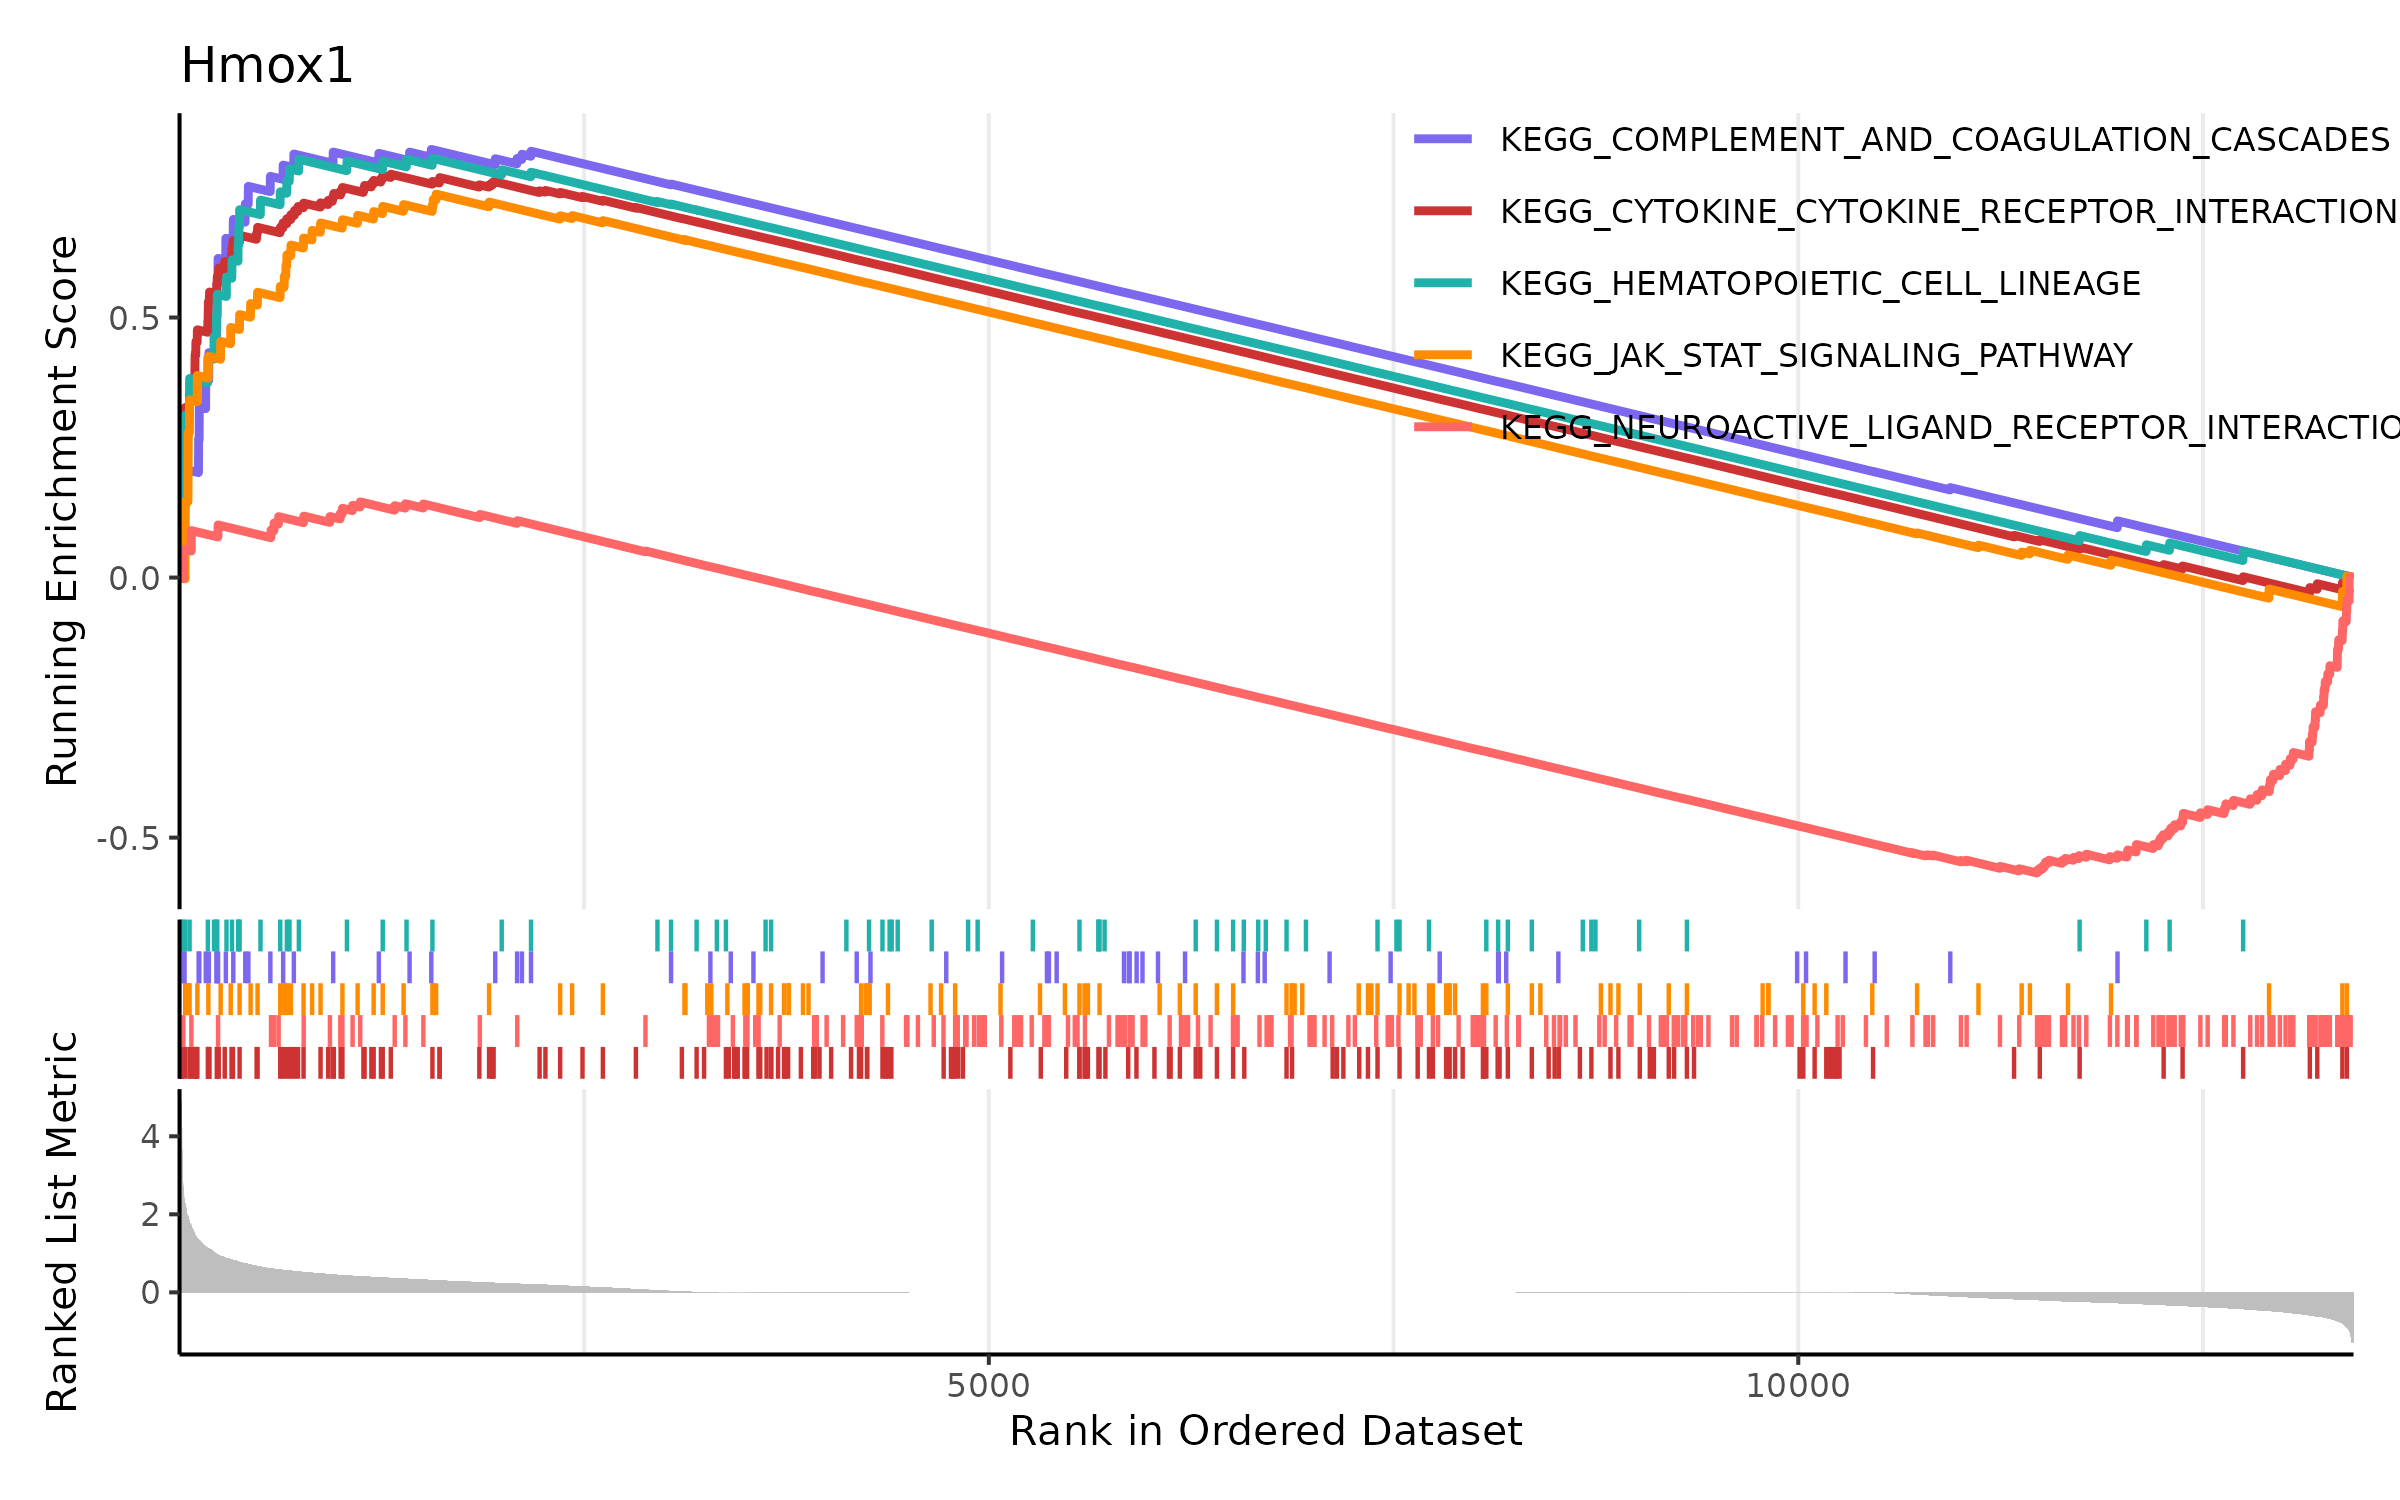 Hmox1
KEGG_COMPLEMENT_AND_COAGULATION_CASCADES
KEGG_CYTOKINE_CYTOKINE_RECEPTOR_INTERACTION
KEGG_HEMATOPOIETIC_CELL_LINEAGE
KEGG_JAK_STAT_SIGNALING_PATHWAY
KEGG_NEUROACTIVE_LIGAND_RECEPTOR_INTERACTIO
Running Enrichment Score
0.5
0.0
-0.5
Ranked List Metric
4
2
0
5000
10000
Rank in Ordered Dataset